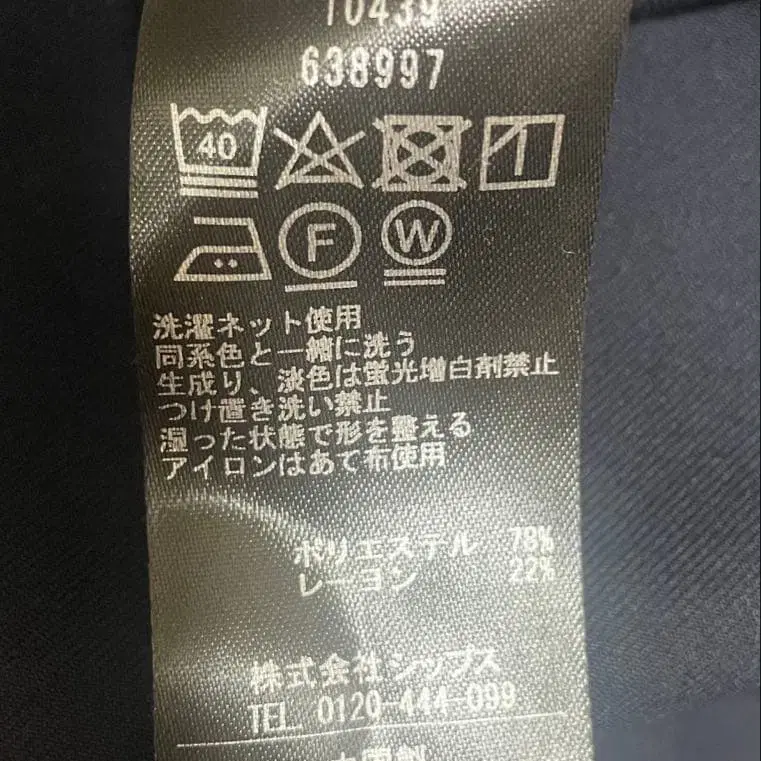 10439
638997
40
F W
洗濯ネット使用
同系色と一緒に洗う
生成り、淡色は蛍光増白剤禁止
つけ置き洗い禁止
湿った状態で形を整える
アイロンはあて布使用
ポリエステル 78%
レーヨン 22%
株式会社シップス
TEL 0120-444-099